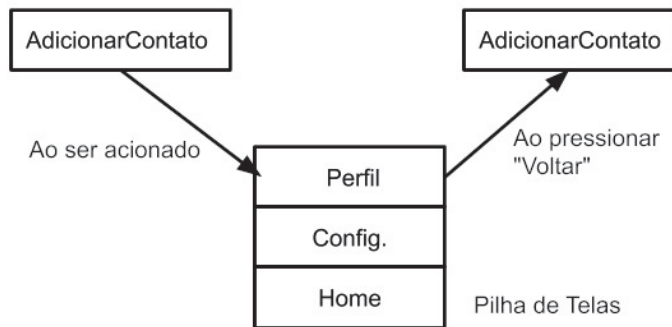 AdicionarContato
AdicionarContato
Ao ser acionado
Ao pressionar
"Voltar"
Perfil
Config.
Home
Pilha de Telas